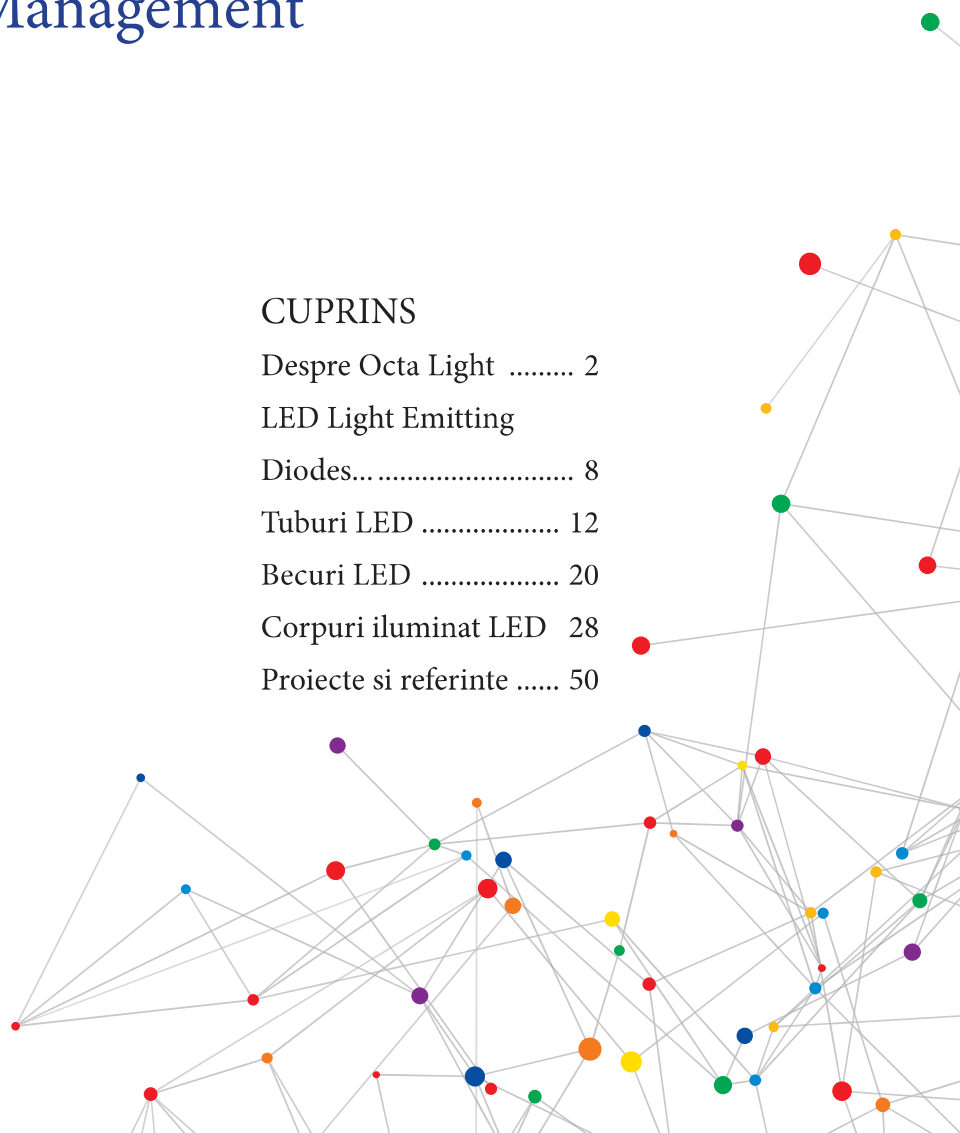 Management
CUPRINS
Despre Octa Light ......... 2
LED Light Emitting
Diodes... ........................... 8
Tuburi LED ................... 12
Becuri LED ................... 20
Corpuri iluminat LED 28
Proiecte si referinte ...... 50